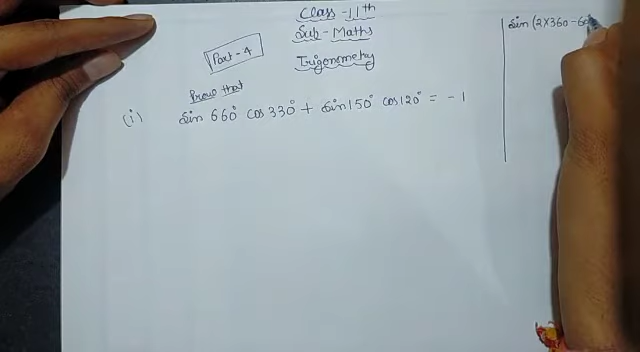 Class - 11th
Sub - Maths
Part - 4
Trigonometry
Prove that
(i) Sin 660° cos 330° + sin 150° cos 120° = - 1
Sin (2×360 - 60)